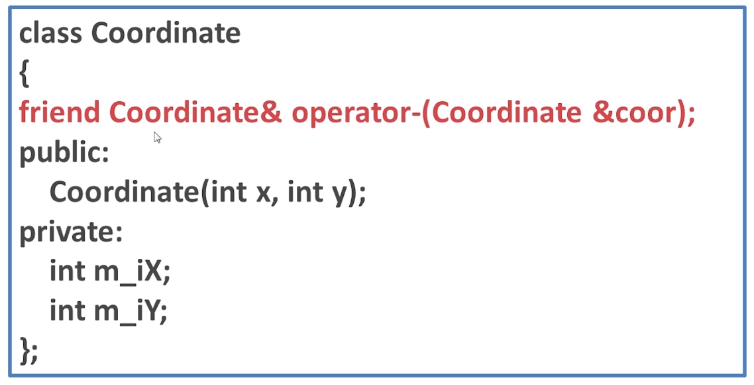 class Coordinate
{
friend Coordinate& operator-(Coordinate &coor);
public:
Coordinate(int x, int y);
private:
int m_iX;
int m_iY;
};